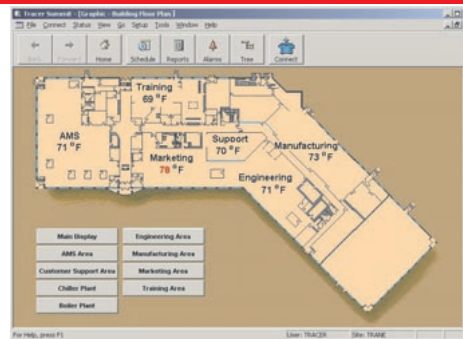 Tracer Summit - [Graphic - Building Floor Plan ]
File Connect Status View Go Setup Tools Window Help
Back Forward Home Schedule Reports Alarms Tree Connect
Training
69 °F
AMS
71 °F
Support
70 °F
Manufacturing
73 °F
Marketing
78 °F
Engineering
71 °F
Main Display Engineering Area
AMS Area Manufacturing Area
Customer Support Area Marketing Area
Chiller Plant Training Area
Boiler Plant
For Help, press F1 User: TRACER Site: TRANE